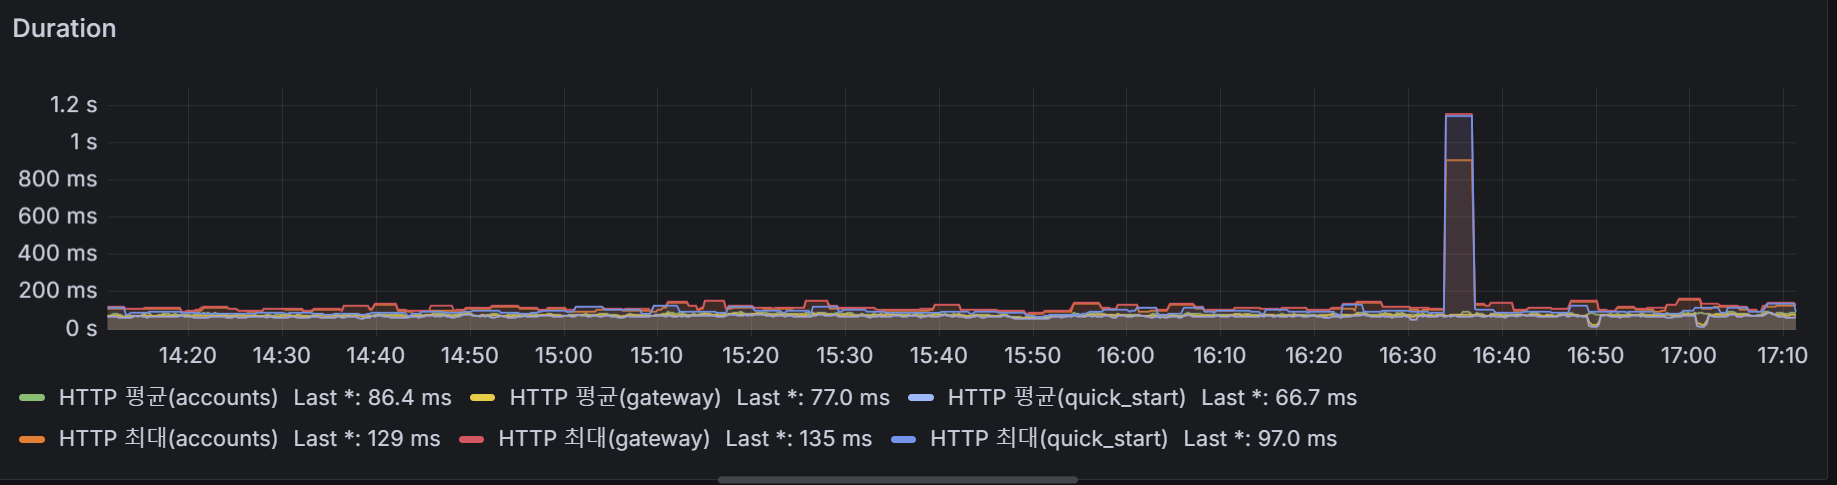 Duration
1.2 s
1 s
800 ms
600 ms
400 ms
200 ms
0 s
14:20 14:30 14:40 14:50 15:00 15:10 15:20 15:30 15:40 15:50 16:00 16:10 16:20 16:30 16:40 16:50 17:00 17:10
HTTP 평균(accounts) Last *: 86.4 ms HTTP 평균(gateway) Last *: 77.0 ms HTTP 평균(quick_start) Last *: 66.7 ms
HTTP 최대(accounts) Last *: 129 ms HTTP 최대(gateway) Last *: 135 ms HTTP 최대(quick_start) Last *: 97.0 ms